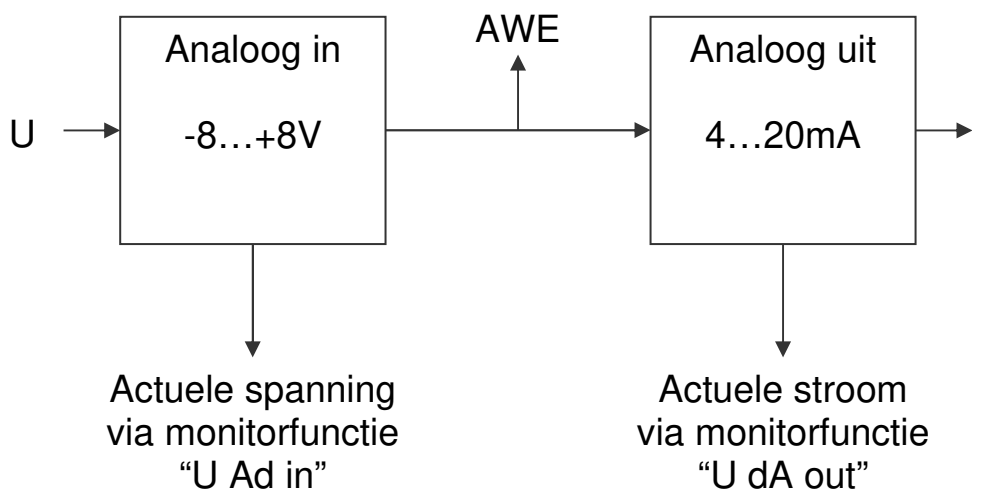 AWE
Analoog in
Analoog uit
U
-8…+8V
4…20mA
Actuele spanning
via monitorfunctie
“U Ad in”
Actuele stroom
via monitorfunctie
“U dA out”